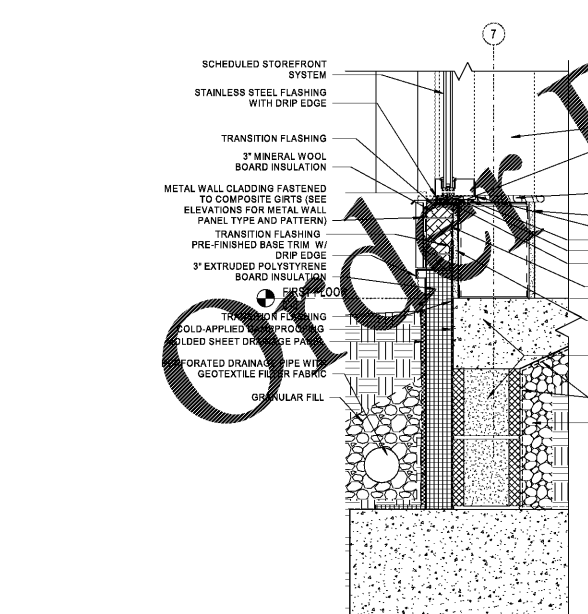 7
SCHEDULED STOREFRONT
SYSTEM
STAINLESS STEEL FLASHING
WITH DRIP EDGE
TRANSITION FLASHING
3" MINERAL WOOL
BOARD INSULATION
METAL WALL CLADDING FASTENED
TO COMPOSITE GIRTS (SEE
ELEVATIONS FOR METAL WALL
PANEL TYPE AND PATTERN)
TRANSITION FLASHING
PRE-FINISHED BASE TRIM W/
DRIP EDGE
3" EXTRUDED POLYSTYRENE
BOARD INSULATION
FIRST FLOOR
TRANSITION FLASHING
COLD-APPLIED DAMPPROOFING
MOLDED SHEET DRAINAGE PANEL
PERFORATED DRAINAGE PIPE WITH
GEOTEXTILE FILTER FABRIC
GRANULAR FILL
Order